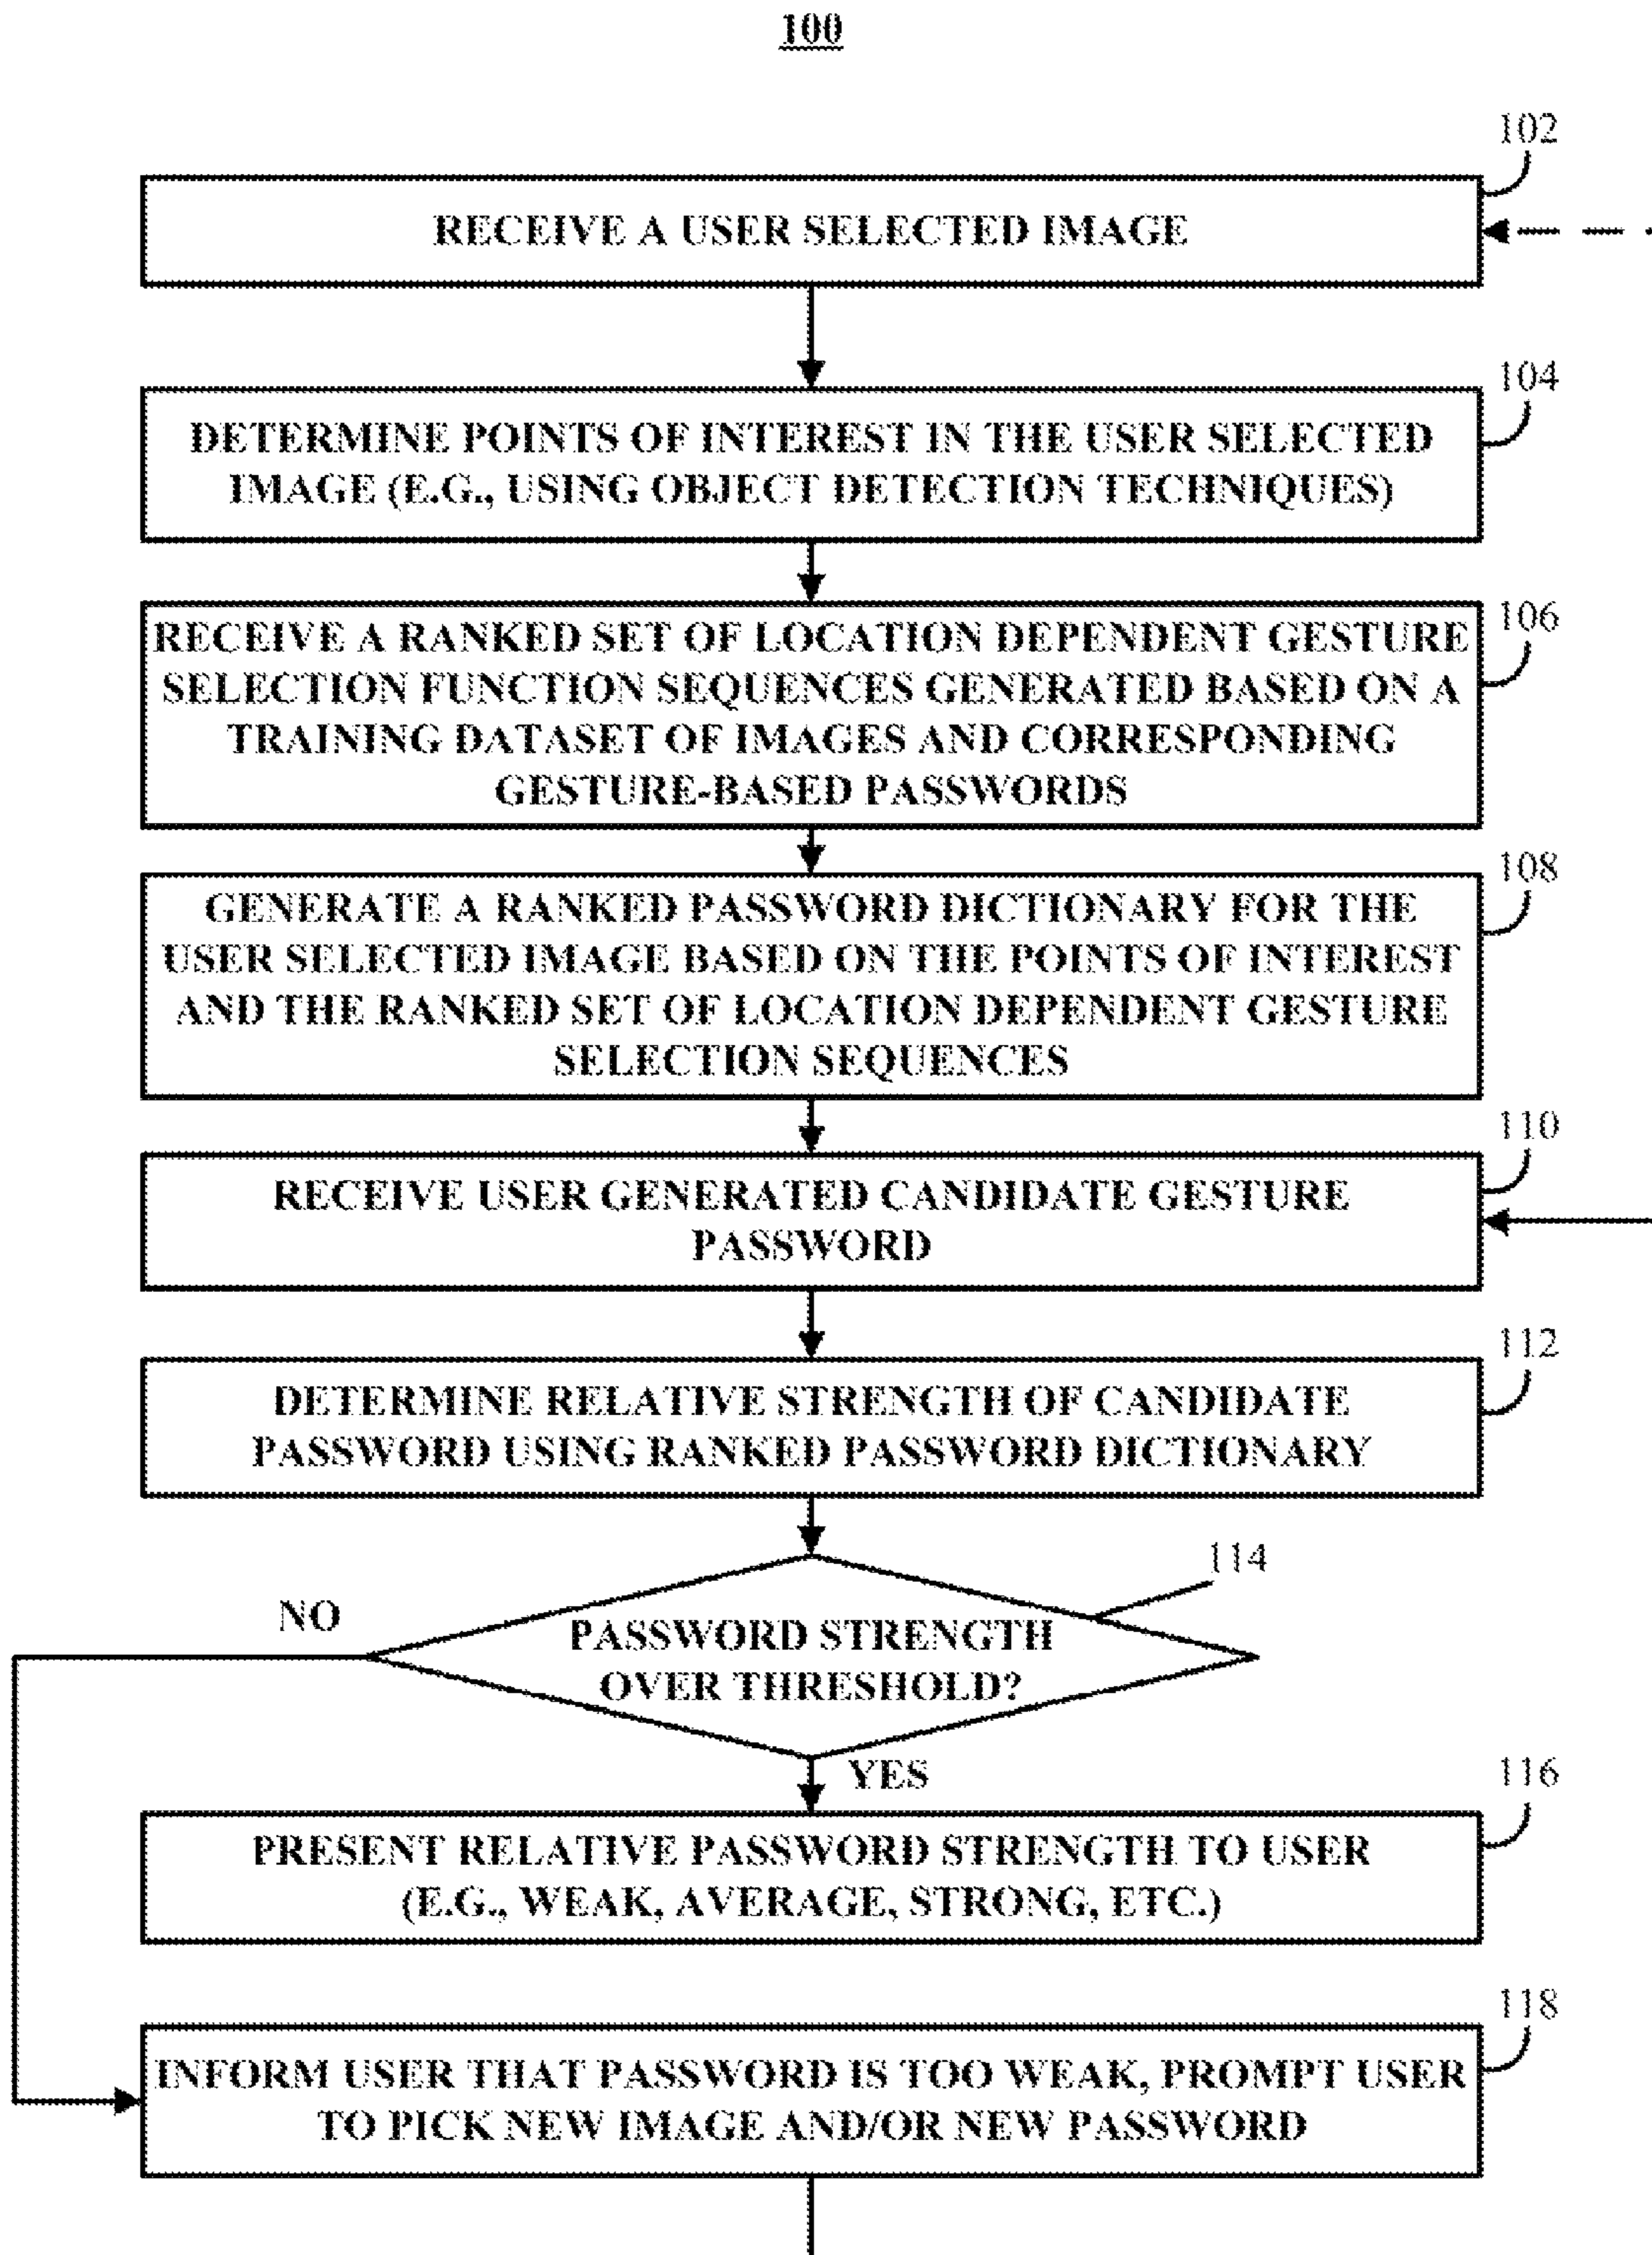 100
102
RECEIVE A USER SELECTED IMAGE
104
DETERMINE POINTS OF INTEREST IN THE USER SELECTED
IMAGE (E.G., USING OBJECT DETECTION TECHNIQUES)
106
RECEIVE A RANKED SET OF LOCATION DEPENDENT GESTURE
SELECTION FUNCTION SEQUENCES GENERATED BASED ON A
TRAINING DATASET OF IMAGES AND CORRESPONDING
GESTURE-BASED PASSWORDS
108
GENERATE A RANKED PASSWORD DICTIONARY FOR THE
USER SELECTED IMAGE BASED ON THE POINTS OF INTEREST
AND THE RANKED SET OF LOCATION DEPENDENT GESTURE
SELECTION SEQUENCES
110
RECEIVE USER GENERATED CANDIDATE GESTURE
PASSWORD
112
DETERMINE RELATIVE STRENGTH OF CANDIDATE
PASSWORD USING RANKED PASSWORD DICTIONARY
114
NO
PASSWORD STRENGTH
OVER THRESHOLD?
YES
116
PRESENT RELATIVE PASSWORD STRENGTH TO USER
(E.G., WEAK, AVERAGE, STRONG, ETC.)
118
INFORM USER THAT PASSWORD IS TOO WEAK, PROMPT USER
TO PICK NEW IMAGE AND/OR NEW PASSWORD